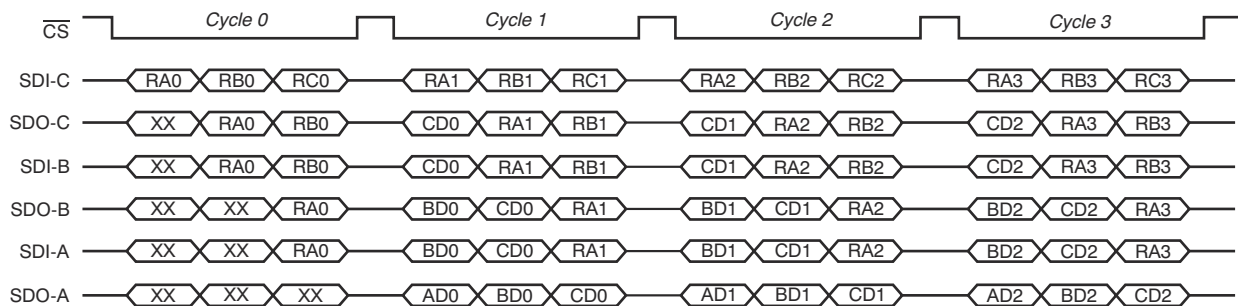 CS Cycle 0 Cycle 1 Cycle 2 Cycle 3
SDI-C RA0 RB0 RC0 RA1 RB1 RC1 RA2 RB2 RC2 RA3 RB3 RC3
SDO-C XX RA0 RB0 CD0 RA1 RB1 CD1 RA2 RB2 CD2 RA3 RB3
SDI-B XX RA0 RB0 CD0 RA1 RB1 CD1 RA2 RB2 CD2 RA3 RB3
SDO-B XX XX RA0 BD0 CD0 RA1 BD1 CD1 RA2 BD2 CD2 RA3
SDI-A XX XX RA0 BD0 CD0 RA1 BD1 CD1 RA2 BD2 CD2 RA3
SDO-A XX XX XX AD0 BD0 CD0 AD1 BD1 CD1 AD2 BD2 CD2